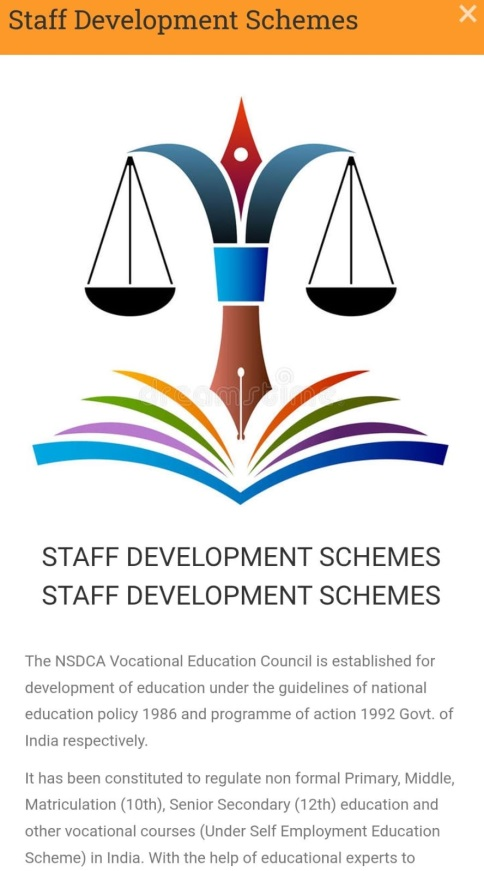 Staff Development Schemes
dreamstime
STAFF DEVELOPMENT SCHEMES
STAFF DEVELOPMENT SCHEMES
The NSDCA Vocational Education Council is established for
development of education under the guidelines of national
education policy 1986 and programme of action 1992 Govt. of
India respectively.
It has been constituted to regulate non formal Primary, Middle,
Matriculation (10th), Senior Secondary (12th) education and
other vocational courses (Under Self Employment Education
Scheme) in India. With the help of educational experts to